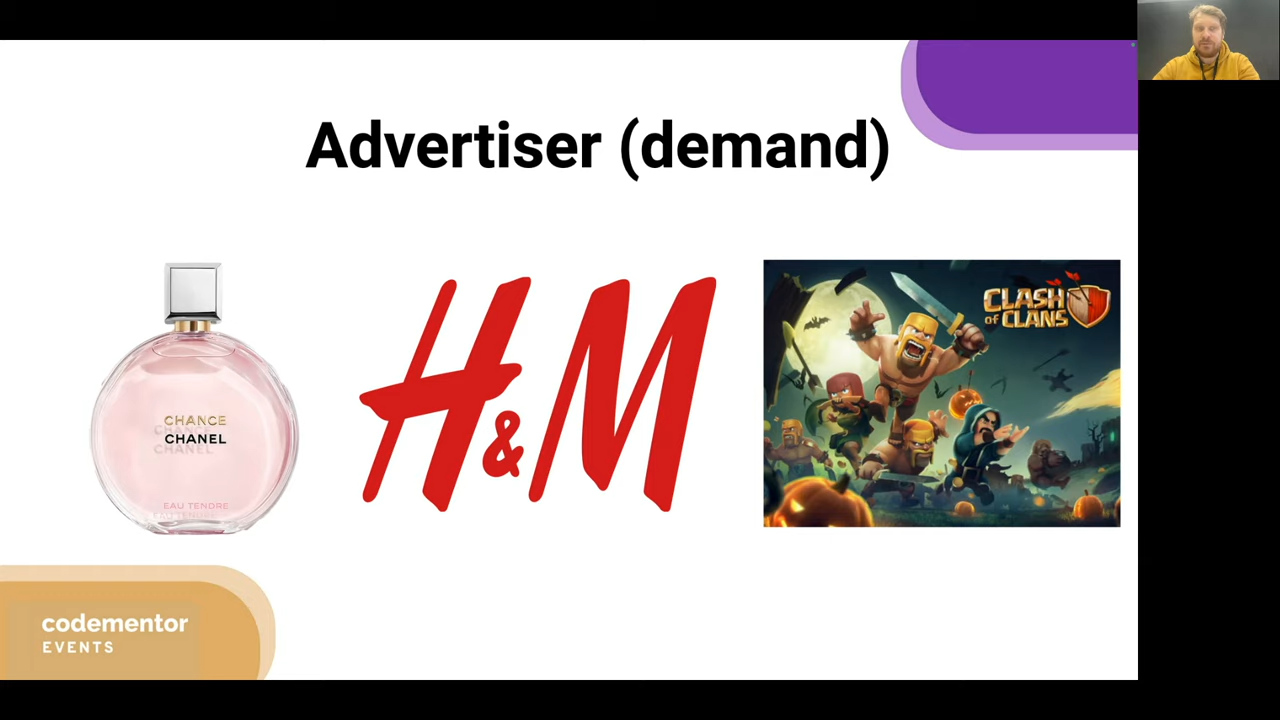 Advertiser (demand)
CHANCE
CHANEL
EAU TENDRE
H&M
CLASH
OF CLANS
codementor
EVENTS